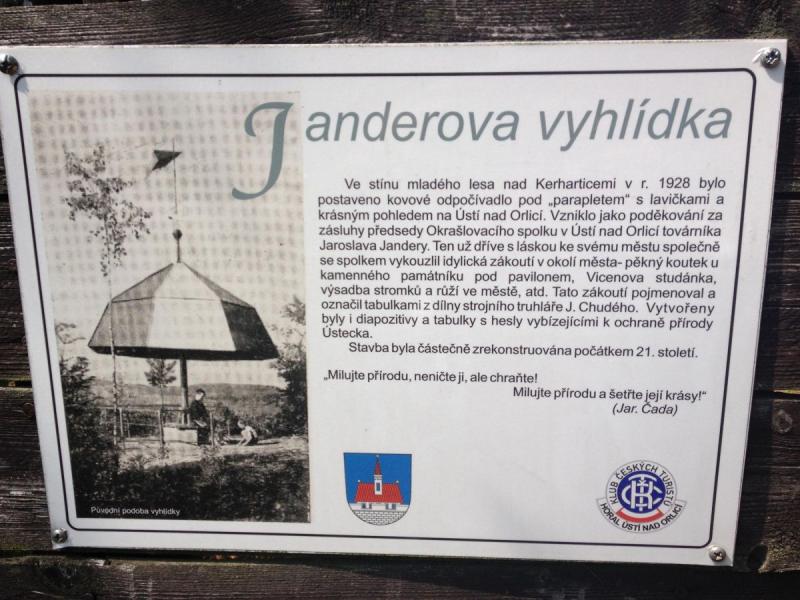 Janderova vyhlídka
Ve stínu mladého lesa nad Kerharticemi v r. 1928 bylo
postaveno kovové odpočívadlo pod „parapletem“ s lavičkami a
krásným pohledem na Ústí nad Orlicí. Vzniklo jako poděkování za
zásluhy předsedy Okrašlovacího spolku v Ústí nad Orlicí továrníka
Jaroslava Jandery. Ten už dříve s láskou ke svému městu společně
se spolkem vykouzlil idylická zákoutí v okolí města- pěkný koutek u
kamenného památníku pod pavilonem, Vicenova studánka,
výsadba stromků a růží ve městě, atd. Tato zákoutí pojmenoval a
označil tabulkami z dílny strojního truhláře J. Chudého. Vytvořeny
byly i diapozitivy a tabulky s hesly vybízejícími k ochraně přírody
Ústecka.
Stavba byla částečně zrekonstruována počátkem 21. století.
„Milujte přírodu, neničte ji, ale chraňte!
Milujte přírodu a šetřte její krásy!“
(Jar. Čada)
Původní podoba vyhlídky
KLUB ČESKÝCH TURISTŮ
KČT
HORAL ÚSTÍ NAD ORLICÍ